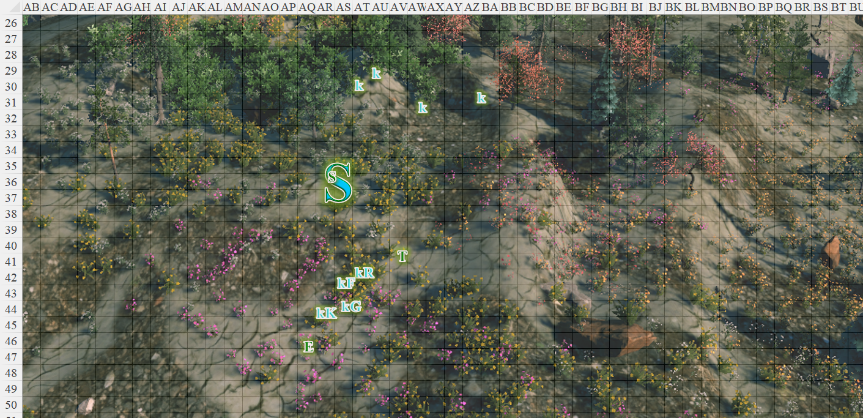 AB AC AD AE AF AG AH AI AJ AK AL AM AN AO AP AQ AR AS AT AU AV AW AX AY AZ BA BB BC BD BE BF BG BH BI BJ BK BL BM BN BO BP BQ BR BS BT BU
26
27
28
29 k
30 k
31 k k
32
33
34
35
36 S S
37
38
39
40
41 T
42 kR
43 kF
44 kK kG
45
46 E
47
48
49
50